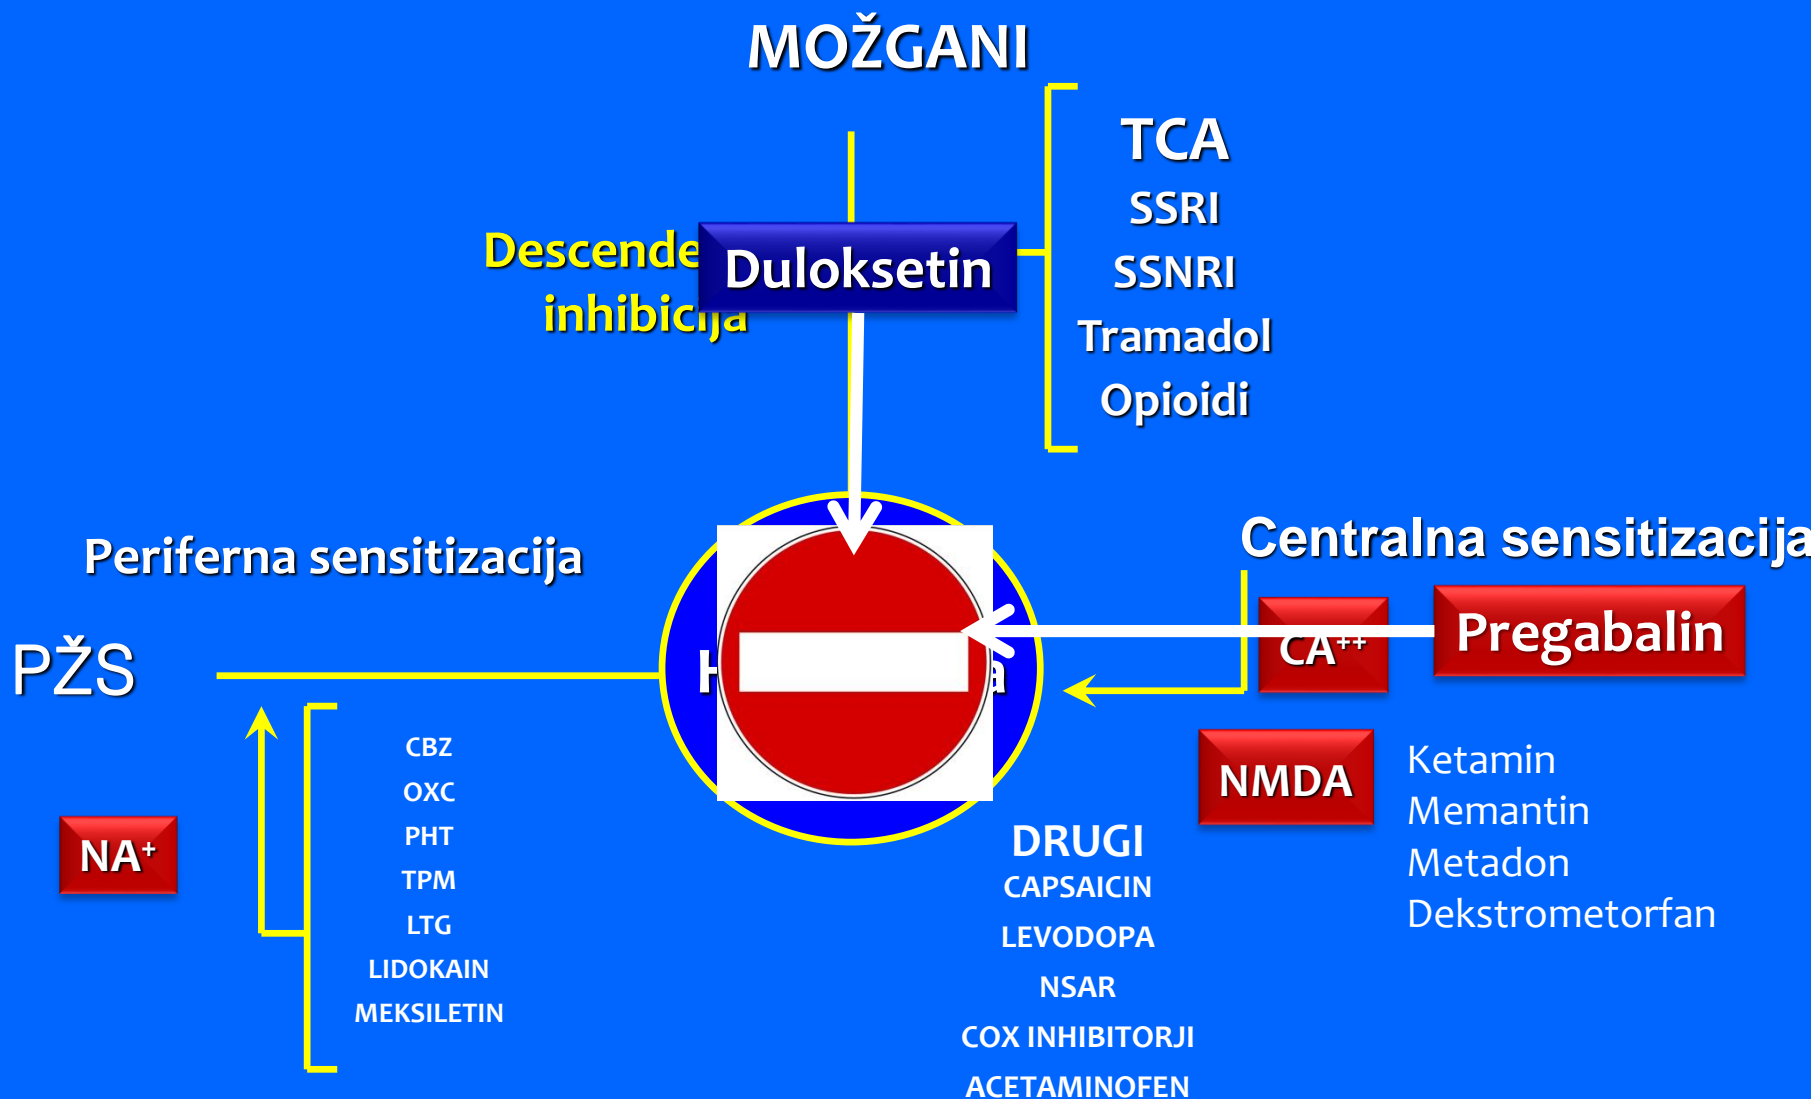 MOŽGANI
TCA
SSRI
SSNRI
Tramadol
Opioidi
Duloksetin
inhibicija
Periferna sensitizacija
Centralna sensitizacija
CA++
Pregabalin
PŽS
NMDA
Ketamin
Memantin
Metadon
Dekstrometorfan
NA+
CBZ
OXC
PHT
TPM
LTG
LIDOKAIN
MEKSILETIN
DRUGI
CAPSAICIN
LEVODOPA
NSAR
COX INHIBITORJI
ACETAMINOFEN